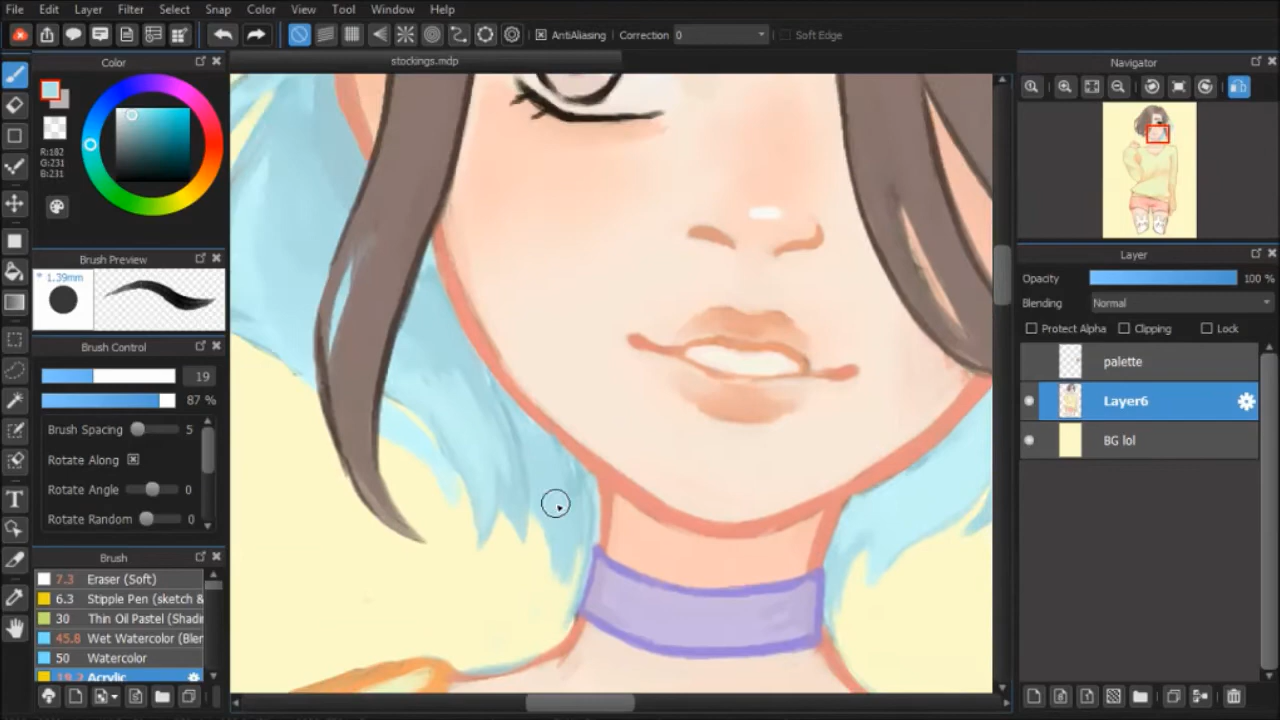 File Edit Layer Filter Select Snap Color View Tool Window Help
AntiAliasing Correction 0 Soft Edge
Color
stockings.mdp
Navigator
R:182
G:231
B:231
Brush Preview
* 1.39mm
Layer
Opacity 100 %
Blending Normal
Protect Alpha Clipping Lock
Brush Control
19
87 %
palette
Layer6
BG lol
Brush Spacing 5
Rotate Along
Rotate Angle 0
Rotate Random 0
Brush
7.3 Eraser (Soft)
6.3 Stipple Pen (sketch &
30 Thin Oil Pastel (Shadi
45.8 Wet Watercolor (Blen
50 Watercolor
19.2 Acrylic
T